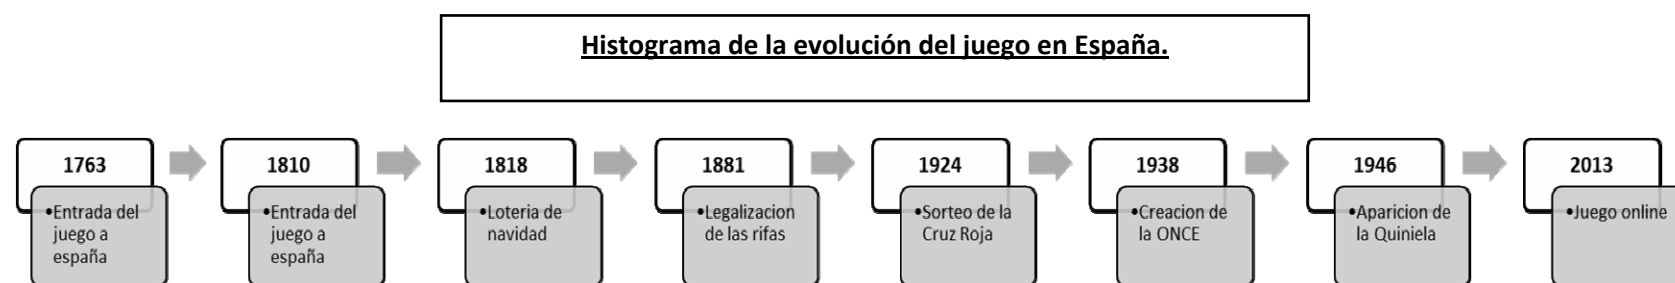 Histograma de la evolución del juego en España.
1763
•Entrada del
juego a
españa
1810
•Entrada del
juego a
españa
1818
•Loteria de
navidad
1881
•Legalizacion
de las rifas
1924
•Sorteo de la
Cruz Roja
1938
•Creacion de
la ONCE
1946
•Aparicion de
la Quiniela
2013
•Juego online